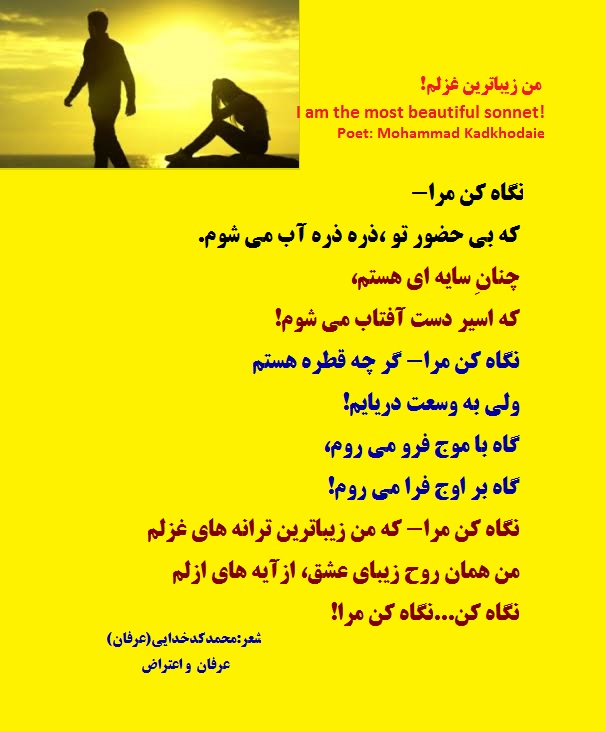 من زیباترین غزلم!
I am the most beautiful sonnet!
Poet: Mohammad Kadkhodaie
نگاه کن مرا-
که بی حضور تو ،ذره ذره آب می شوم.
چنانِ سایه ای هستم،
که اسیر دست آفتاب می شوم!
نگاه کن مرا- گر چه قطره هستم
ولی به وسعت دریایم!
گاه با موج فرو می روم،
گاه بر اوج فرا می روم!
نگاه کن مرا- که من زیباترین ترانه های غزلم
من همان روح زیبای عشق، ازآیه های ازلم
نگاه کن...نگاه کن مرا!
شعر:محمدکدخدایی(عرفان)
عرفان واعتراض